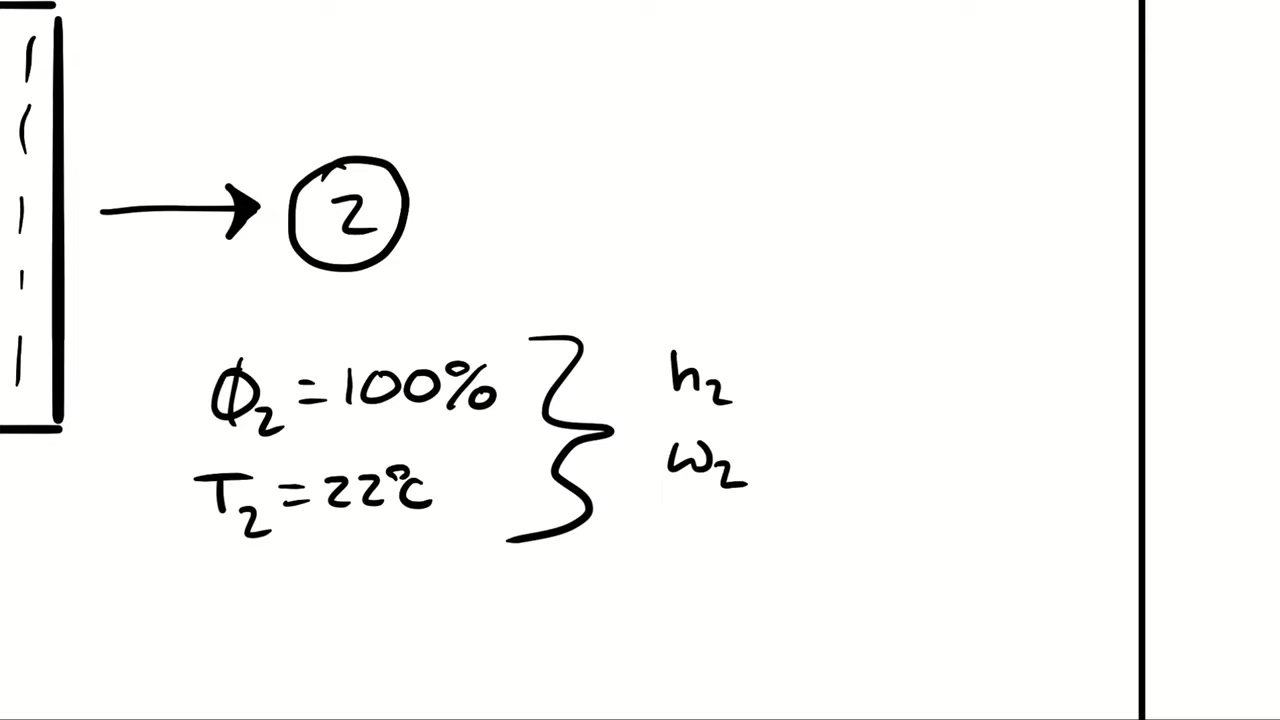 2
ϕ₂ = 100%
T₂ = 22°C
h₂
ω₂